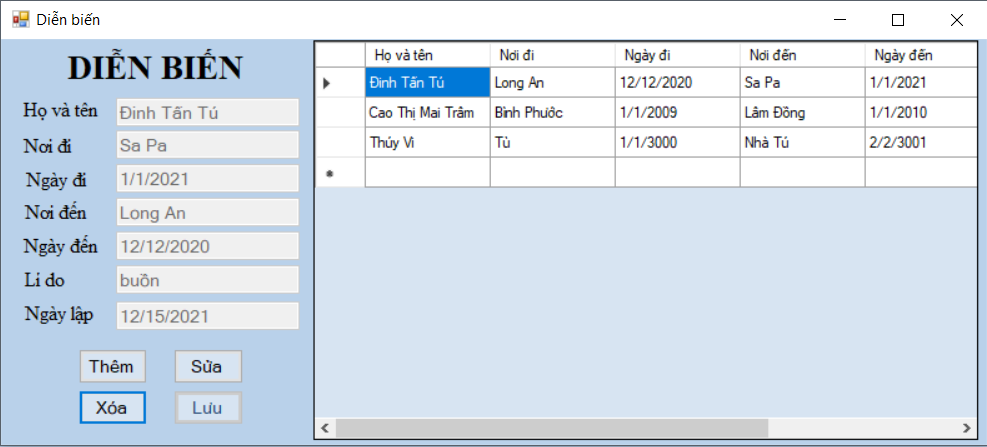 Diễn biến
DIỄN BIẾN
Họ và tên Đinh Tấn Tú
Nơi đi Sa Pa
Ngày đi 1/1/2021
Nơi đến Long An
Ngày đến 12/12/2020
Lí do buồn
Ngày lập 12/15/2021
Thêm Sửa
Xóa Lưu
Họ và tên Nơi đi Ngày đi Nơi đến Ngày đến
Đinh Tấn Tú Long An 12/12/2020 Sa Pa 1/1/2021
Cao Thị Mai Trâm Bình Phước 1/1/2009 Lâm Đồng 1/1/2010
Thúy Vi Tù 1/1/3000 Nhà Tú 2/2/3001